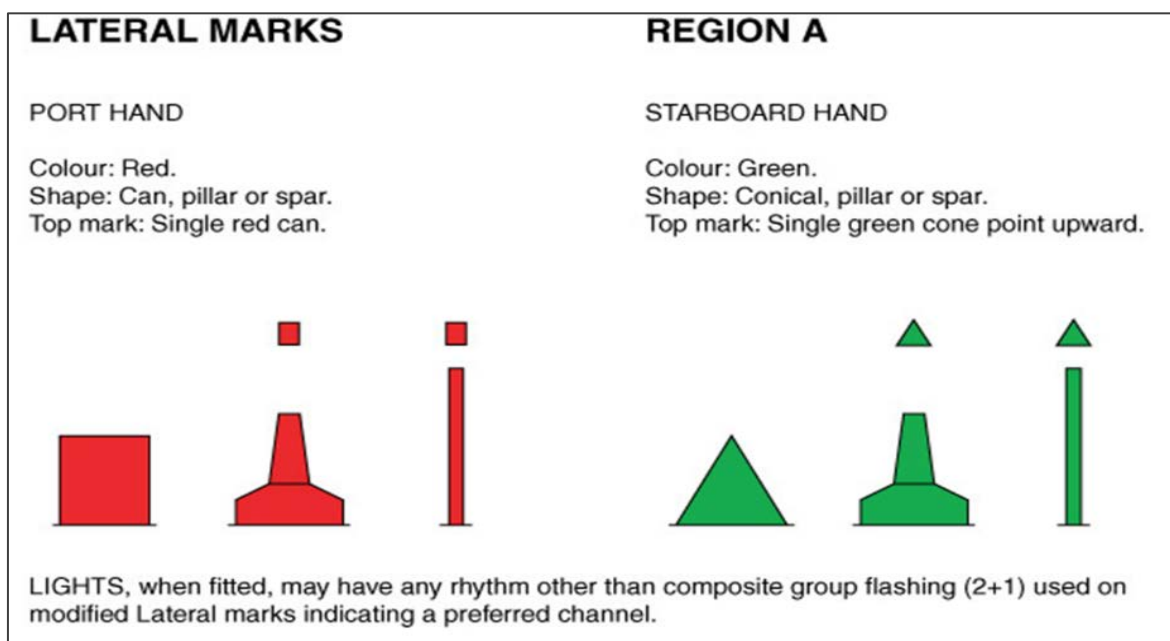 LATERAL MARKS
REGION A
PORT HAND
STARBOARD HAND
Colour: Red.
Shape: Can, pillar or spar.
Top mark: Single red can.
Colour: Green.
Shape: Conical, pillar or spar.
Top mark: Single green cone point upward.
LIGHTS, when fitted, may have any rhythm other than composite group flashing (2+1) used on
modified Lateral marks indicating a preferred channel.